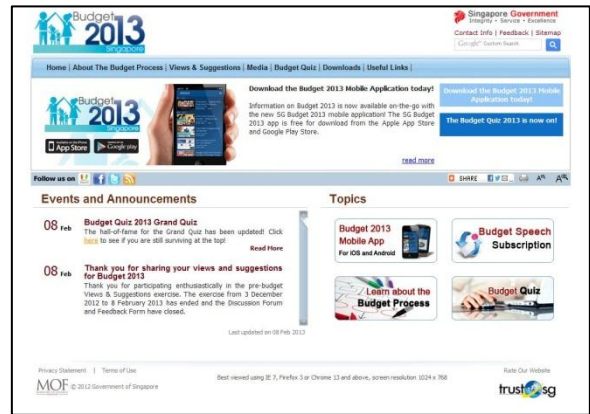 Budget 2013 Singapore
Singapore Government
Integrity • Service • Excellence
Contact Info | Feedback | Sitemap
Google™ Custom Search
Home | About The Budget Process | Views & Suggestions | Media | Budget Quiz | Downloads | Useful Links |
Budget 2013 Singapore
Available on the iPhone
App Store
Google play
Download the Budget 2013 Mobile Application today!
Information on Budget 2013 is now available on-the-go with
the new SG Budget 2013 mobile application! The SG Budget
2013 app is free for download from the Apple App Store
and Google Play Store.
read more
Download the Budget 2013 Mobile
Application today!
The Budget Quiz 2013 is now on!
Follow us on
SHARE
A
A
Events and Announcements
08 Feb
Budget Quiz 2013 Grand Quiz
The hall-of-fame for the Grand Quiz has been updated! Click
here to see if you are still surviving at the top!
Read More
08 Feb
Thank you for sharing your views and suggestions
for Budget 2013
Thank you for participating enthusiastically in the pre-budget
Views & Suggestions exercise. The exercise from 3 December
2012 to 8 February 2013 has ended and the Discussion Forum
and Feedback Form have closed.
Last updated on 08 Feb 2013
Topics
Budget 2013
Mobile App
For iOS and Android
Budget Speech
Subscription
Learn about the
Budget Process
Budget Quiz
Privacy Statement | Terms of Use
MOF © 2012 Government of Singapore
Best viewed using IE 7, Firefox 3 or Chrome 13 and above, screen resolution 1024 x 768
Rate Our Website
trustsg